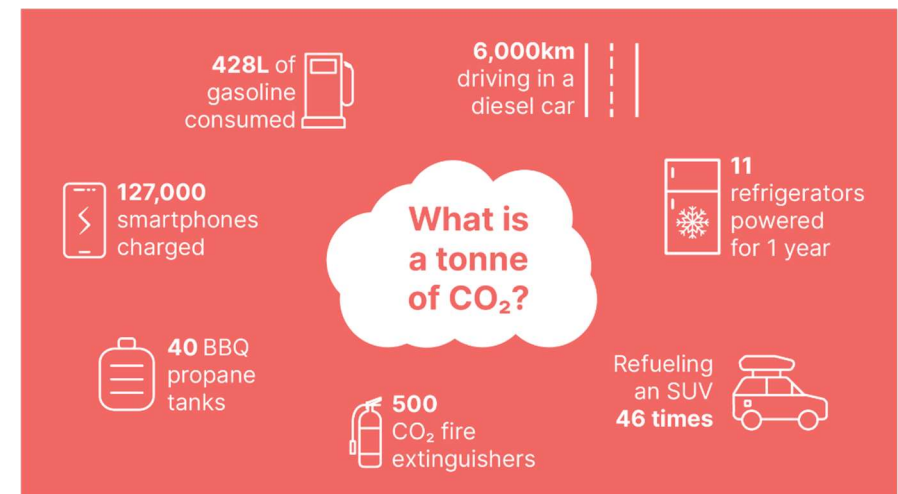 428L of
gasoline
consumed
6,000km
driving in a
diesel car
127,000
smartphones
charged
What is
a tonne
of CO₂?
11
refrigerators
powered
for 1 year
40 BBQ
propane
tanks
500
CO₂ fire
extinguishers
Refueling
an SUV
46 times